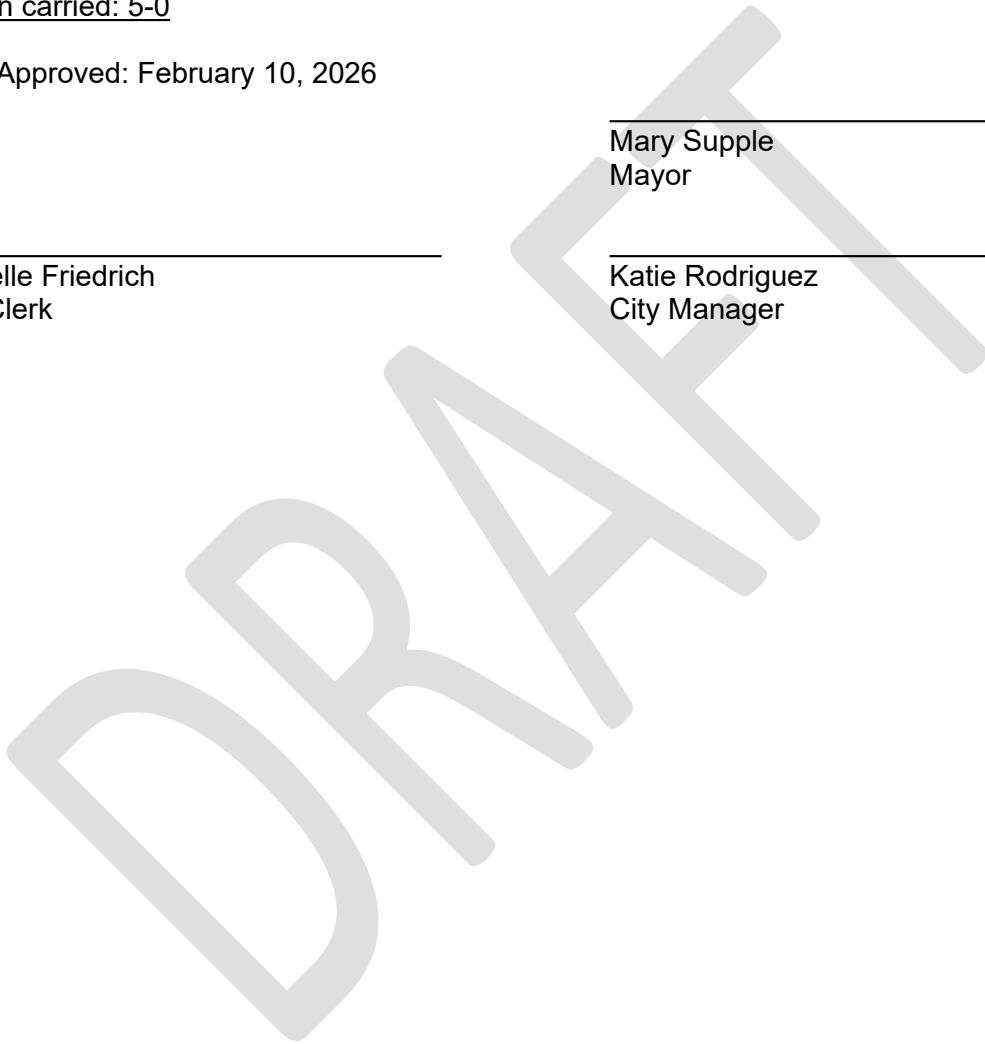 n carried: 5-0
Approved: February 10, 2026
Mary Supple
Mayor
elle Friedrich
Clerk
Katie Rodriguez
City Manager
DRAFT